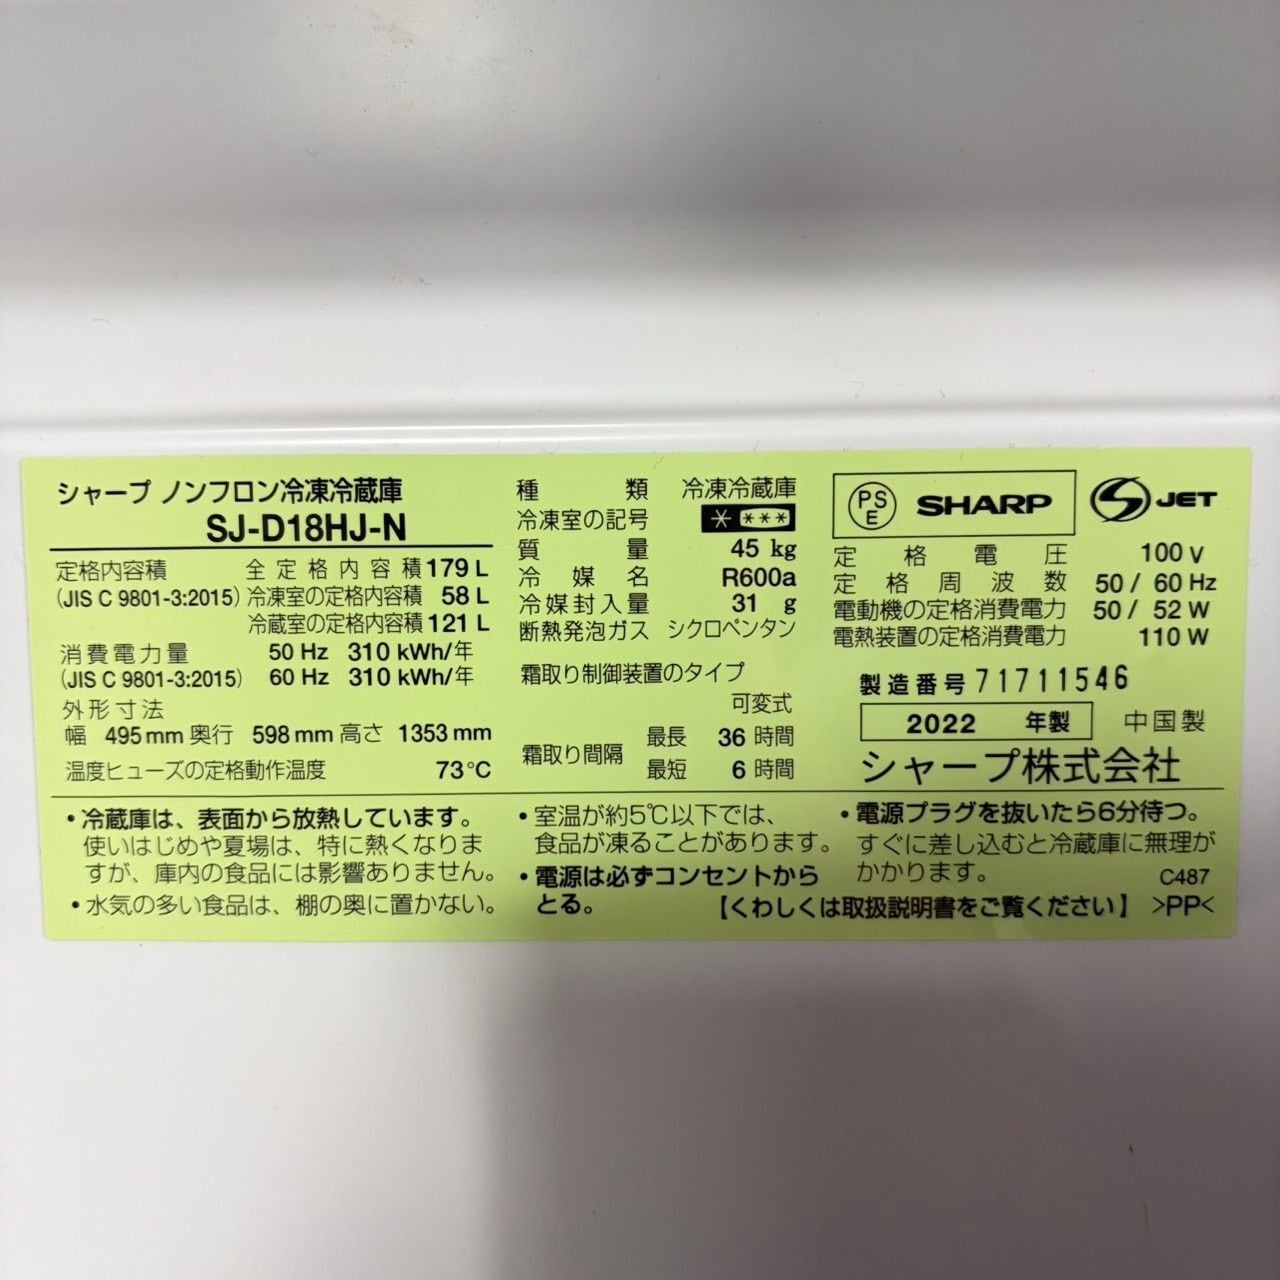 シャープ ノンフロン冷凍冷蔵庫
SJ-D18HJ-N
定格内容積 全定格内容積 179 L
(JIS C 9801-3:2015) 冷凍室の定格内容積 58 L
冷蔵室の定格内容積 121 L
消費電力量 50 Hz 310 kWh/年
(JIS C 9801-3:2015) 60 Hz 310 kWh/年
外形寸法
幅 495 mm 奥行 598 mm 高さ 1353 mm
温度ヒューズの定格動作温度 73℃
種類 冷凍冷蔵庫
冷凍室の記号 * ***
質量 45 kg
冷媒名 R600a
冷媒封入量 31 g
断熱発泡ガス シクロペンタン
霜取り制御装置のタイプ
可変式
霜取り間隔 最長 36 時間
最短 6 時間
PSE SHARP S JET
定格電圧 100 V
定格周波数 50 / 60 Hz
電動機の定格消費電力 50 / 52 W
電熱装置の定格消費電力 110 W
製造番号 71711546
2022 年製 中国製
シャープ株式会社
・冷蔵庫は、表面から放熱しています。
使いはじめや夏場は、特に熱くなりま
すが、庫内の食品には影響ありません。
・水気の多い食品は、棚の奥に置かない。
・室温が約5℃以下では、
食品が凍ることがあります。
・電源は必ずコンセントから
とる。
・電源プラグを抜いたら6分待つ。
すぐに差し込むと冷蔵庫に無理が
かかります。 C487
【くわしくは取扱説明書をご覧ください】 >PP<